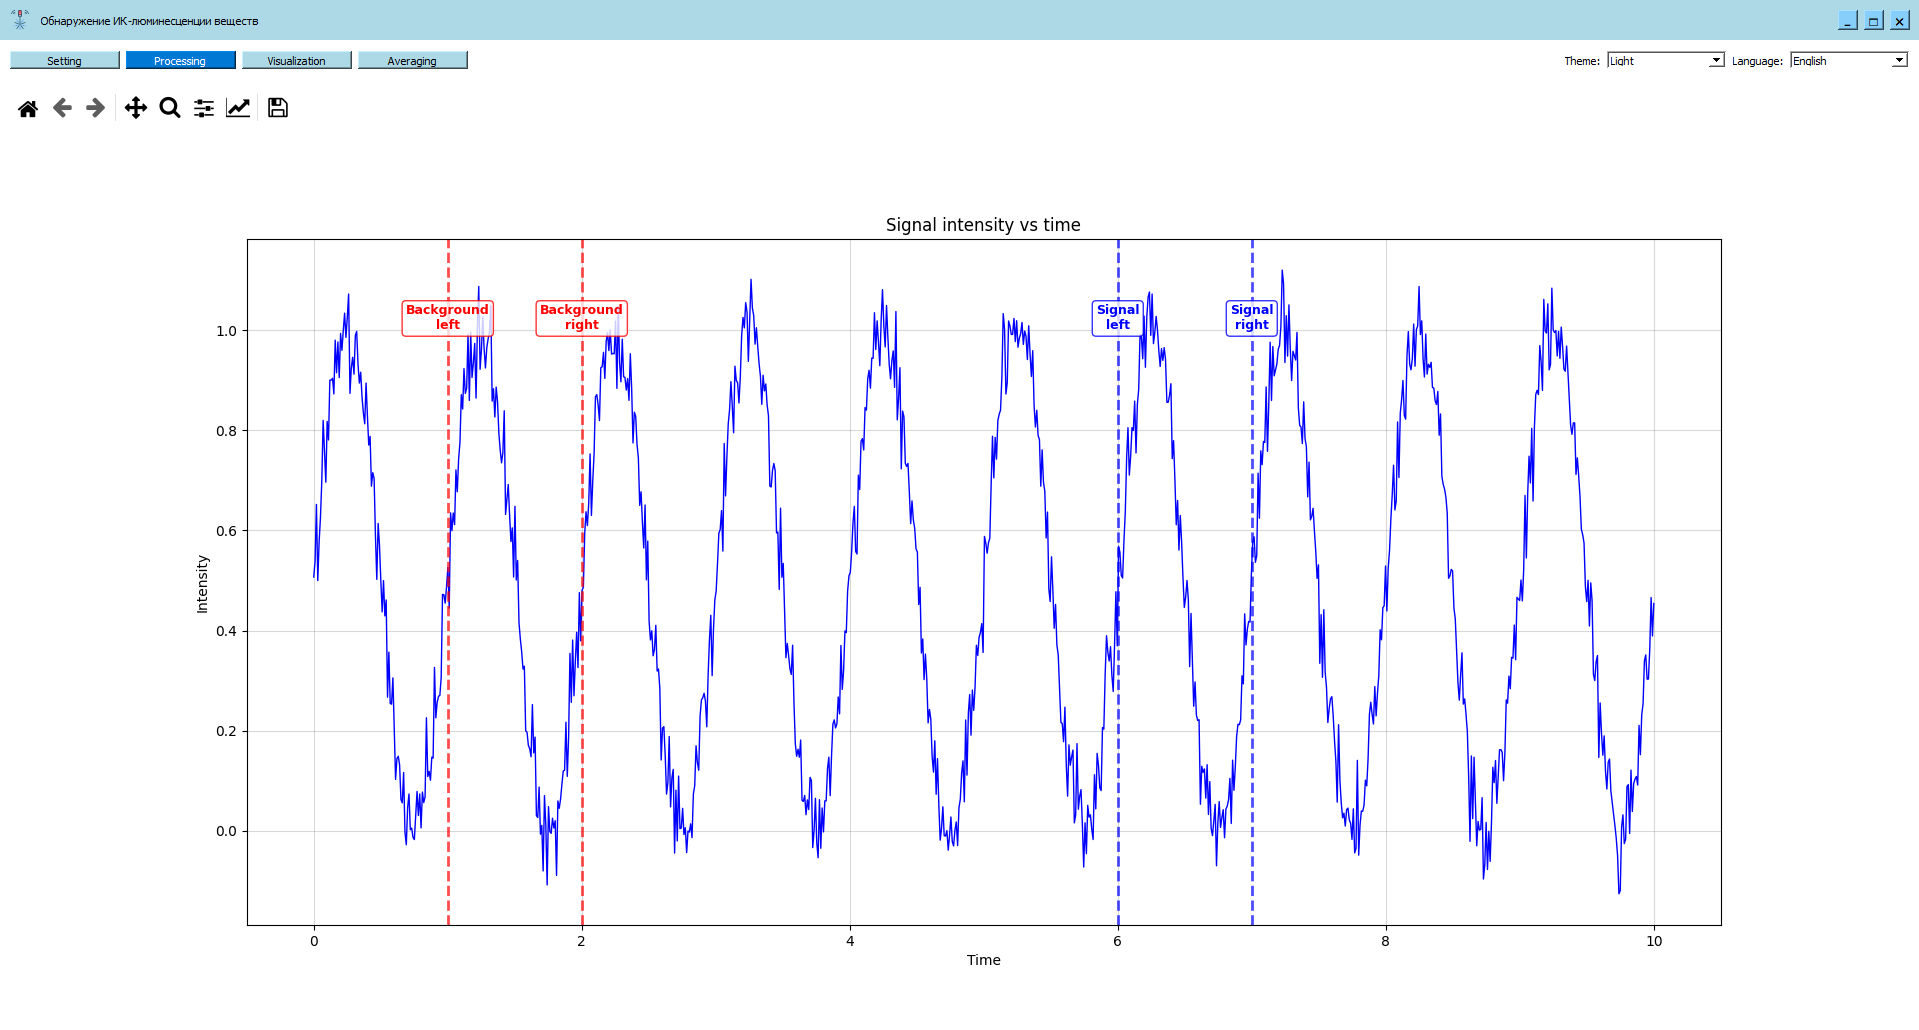 Обнаружение ИК-люминесценции веществ
Setting
Processing
Visualization
Averaging
Theme:
Light
Language:
English
Signal intensity vs time
Background
left
Background
right
Signal
left
Signal
right
1.0
0.8
0.6
0.4
0.2
0.0
Intensity
0
2
4
6
8
10
Time